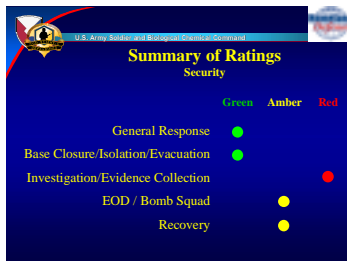 U.S. Army Soldier and Biological Chemical Command
Summary of Ratings
Security
Green Amber Red
General Response
Base Closure/Isolation/Evacuation
Investigation/Evidence Collection
EOD / Bomb Squad
Recovery